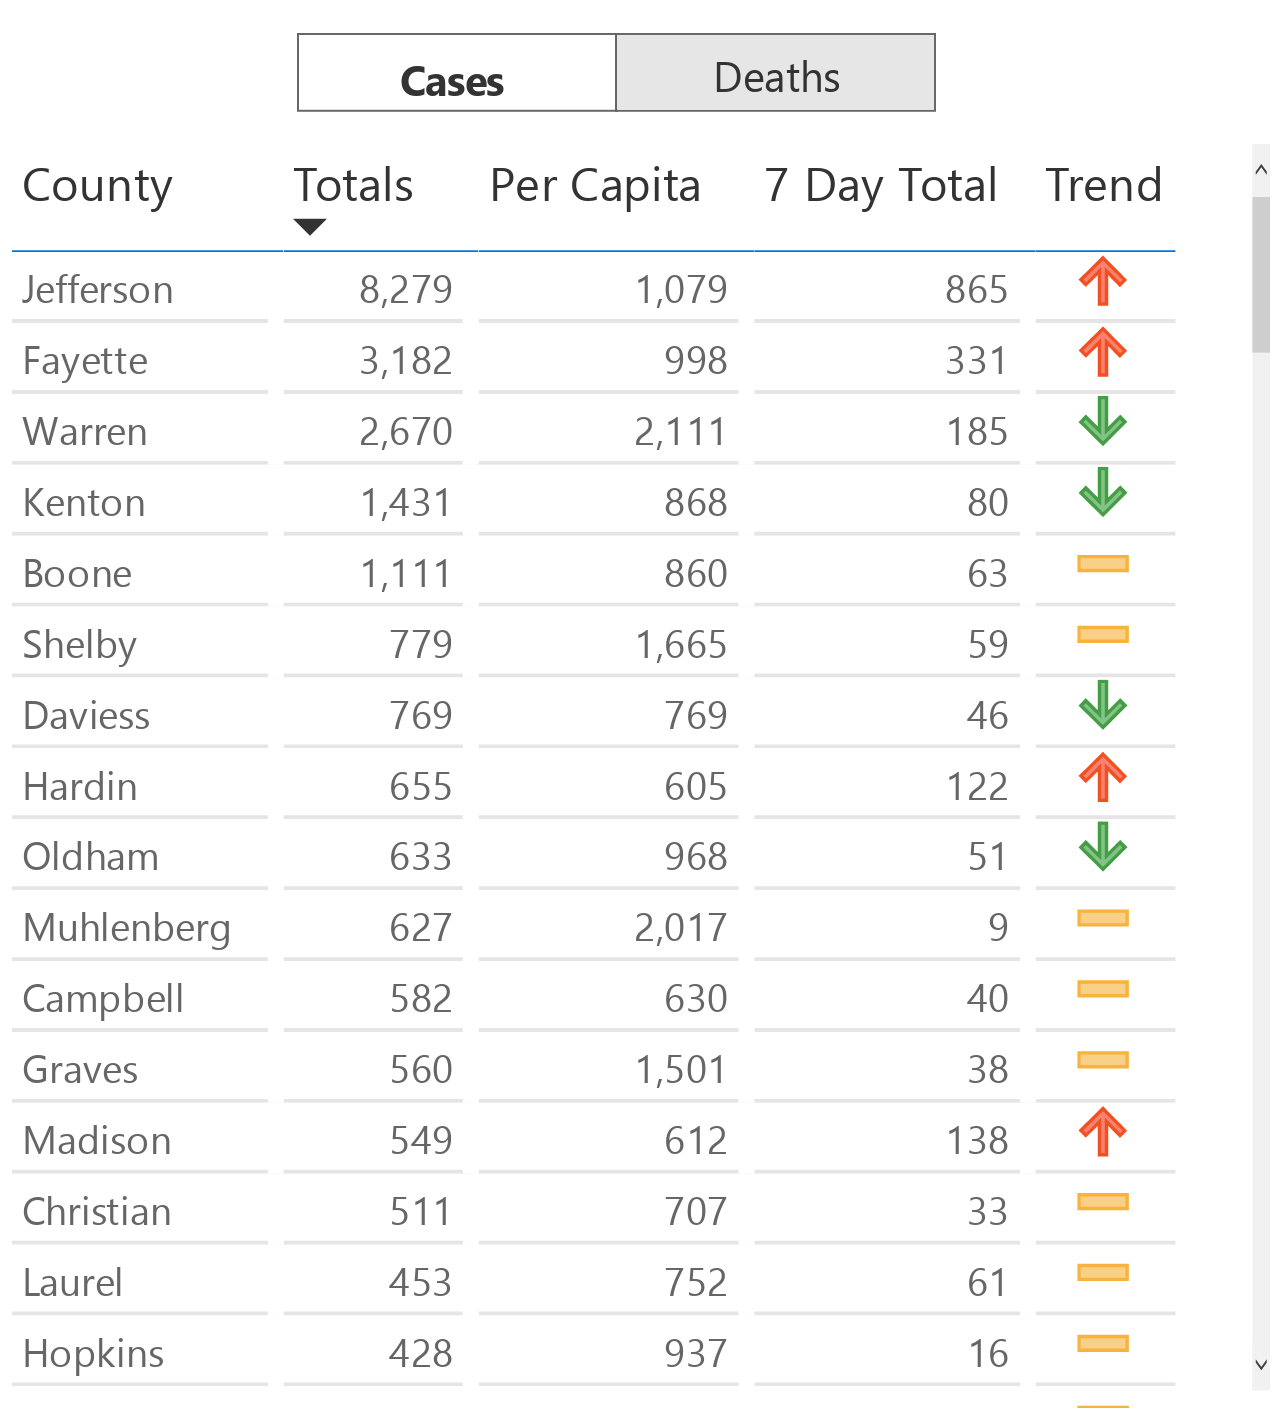 Cases Deaths
County Totals Per Capita 7 Day Total Trend
Jefferson 8,279 1,079 865
Fayette 3,182 998 331
Warren 2,670 2,111 185
Kenton 1,431 868 80
Boone 1,111 860 63
Shelby 779 1,665 59
Daviess 769 769 46
Hardin 655 605 122
Oldham 633 968 51
Muhlenberg 627 2,017 9
Campbell 582 630 40
Graves 560 1,501 38
Madison 549 612 138
Christian 511 707 33
Laurel 453 752 61
Hopkins 428 937 16